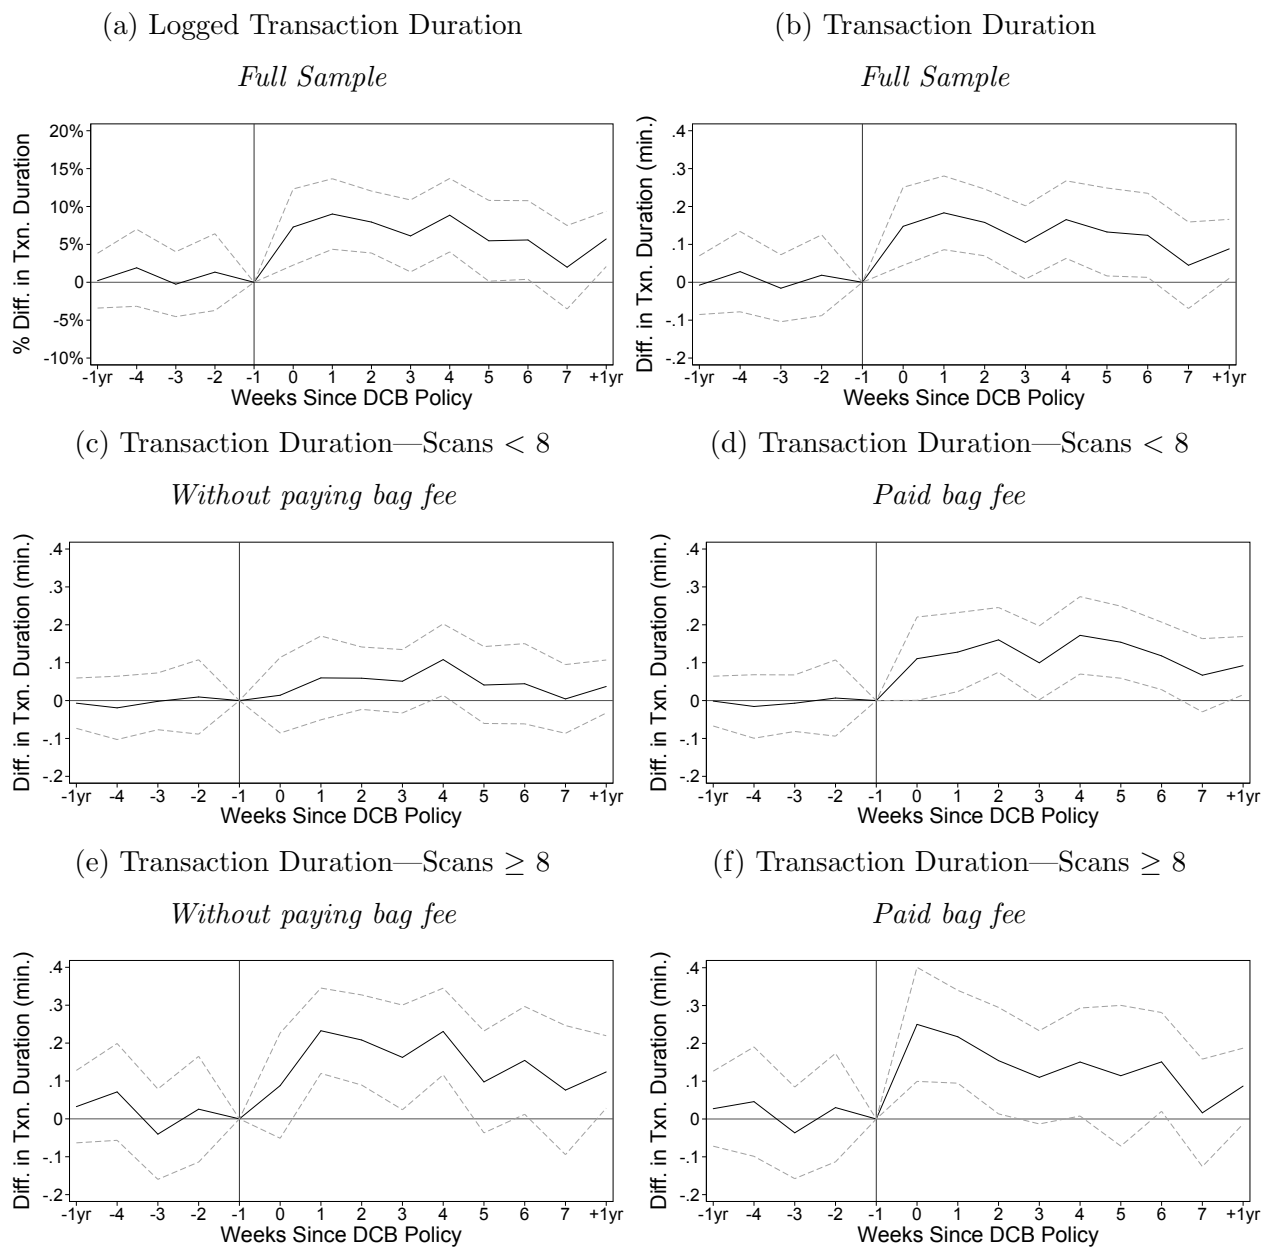 (a) Logged Transaction Duration
Full Sample
% Diff. in Txn. Duration
20%
15%
10%
5%
0
-5%
-10%
-1yr -4 -3 -2 -1 0 1 2 3 4 5 6 7 +1yr
Weeks Since DCB Policy
(b) Transaction Duration
Full Sample
Diff. in Txn. Duration (min.)
.4
.3
.2
.1
0
-.1
-.2
-1yr -4 -3 -2 -1 0 1 2 3 4 5 6 7 +1yr
Weeks Since DCB Policy
(c) Transaction Duration—Scans < 8
Without paying bag fee
Diff. in Txn. Duration (min.)
.4
.3
.2
.1
0
-.1
-.2
-1yr -4 -3 -2 -1 0 1 2 3 4 5 6 7 +1yr
Weeks Since DCB Policy
(d) Transaction Duration—Scans < 8
Paid bag fee
Diff. in Txn. Duration (min.)
.4
.3
.2
.1
0
-.1
-.2
-1yr -4 -3 -2 -1 0 1 2 3 4 5 6 7 +1yr
Weeks Since DCB Policy
(e) Transaction Duration—Scans ≥ 8
Without paying bag fee
Diff. in Txn. Duration (min.)
.4
.3
.2
.1
0
-.1
-.2
-1yr -4 -3 -2 -1 0 1 2 3 4 5 6 7 +1yr
Weeks Since DCB Policy
(f) Transaction Duration—Scans ≥ 8
Paid bag fee
Diff. in Txn. Duration (min.)
.4
.3
.2
.1
0
-.1
-.2
-1yr -4 -3 -2 -1 0 1 2 3 4 5 6 7 +1yr
Weeks Since DCB Policy